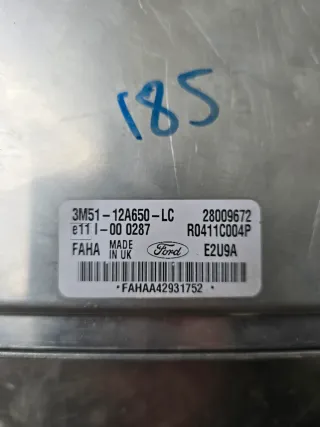 185
3M51-12A650-LC 28009672
e11 I-00 0287 R0411C004P
FAHA MADE IN UK Ford E2U9A
*FAHAA42931752*